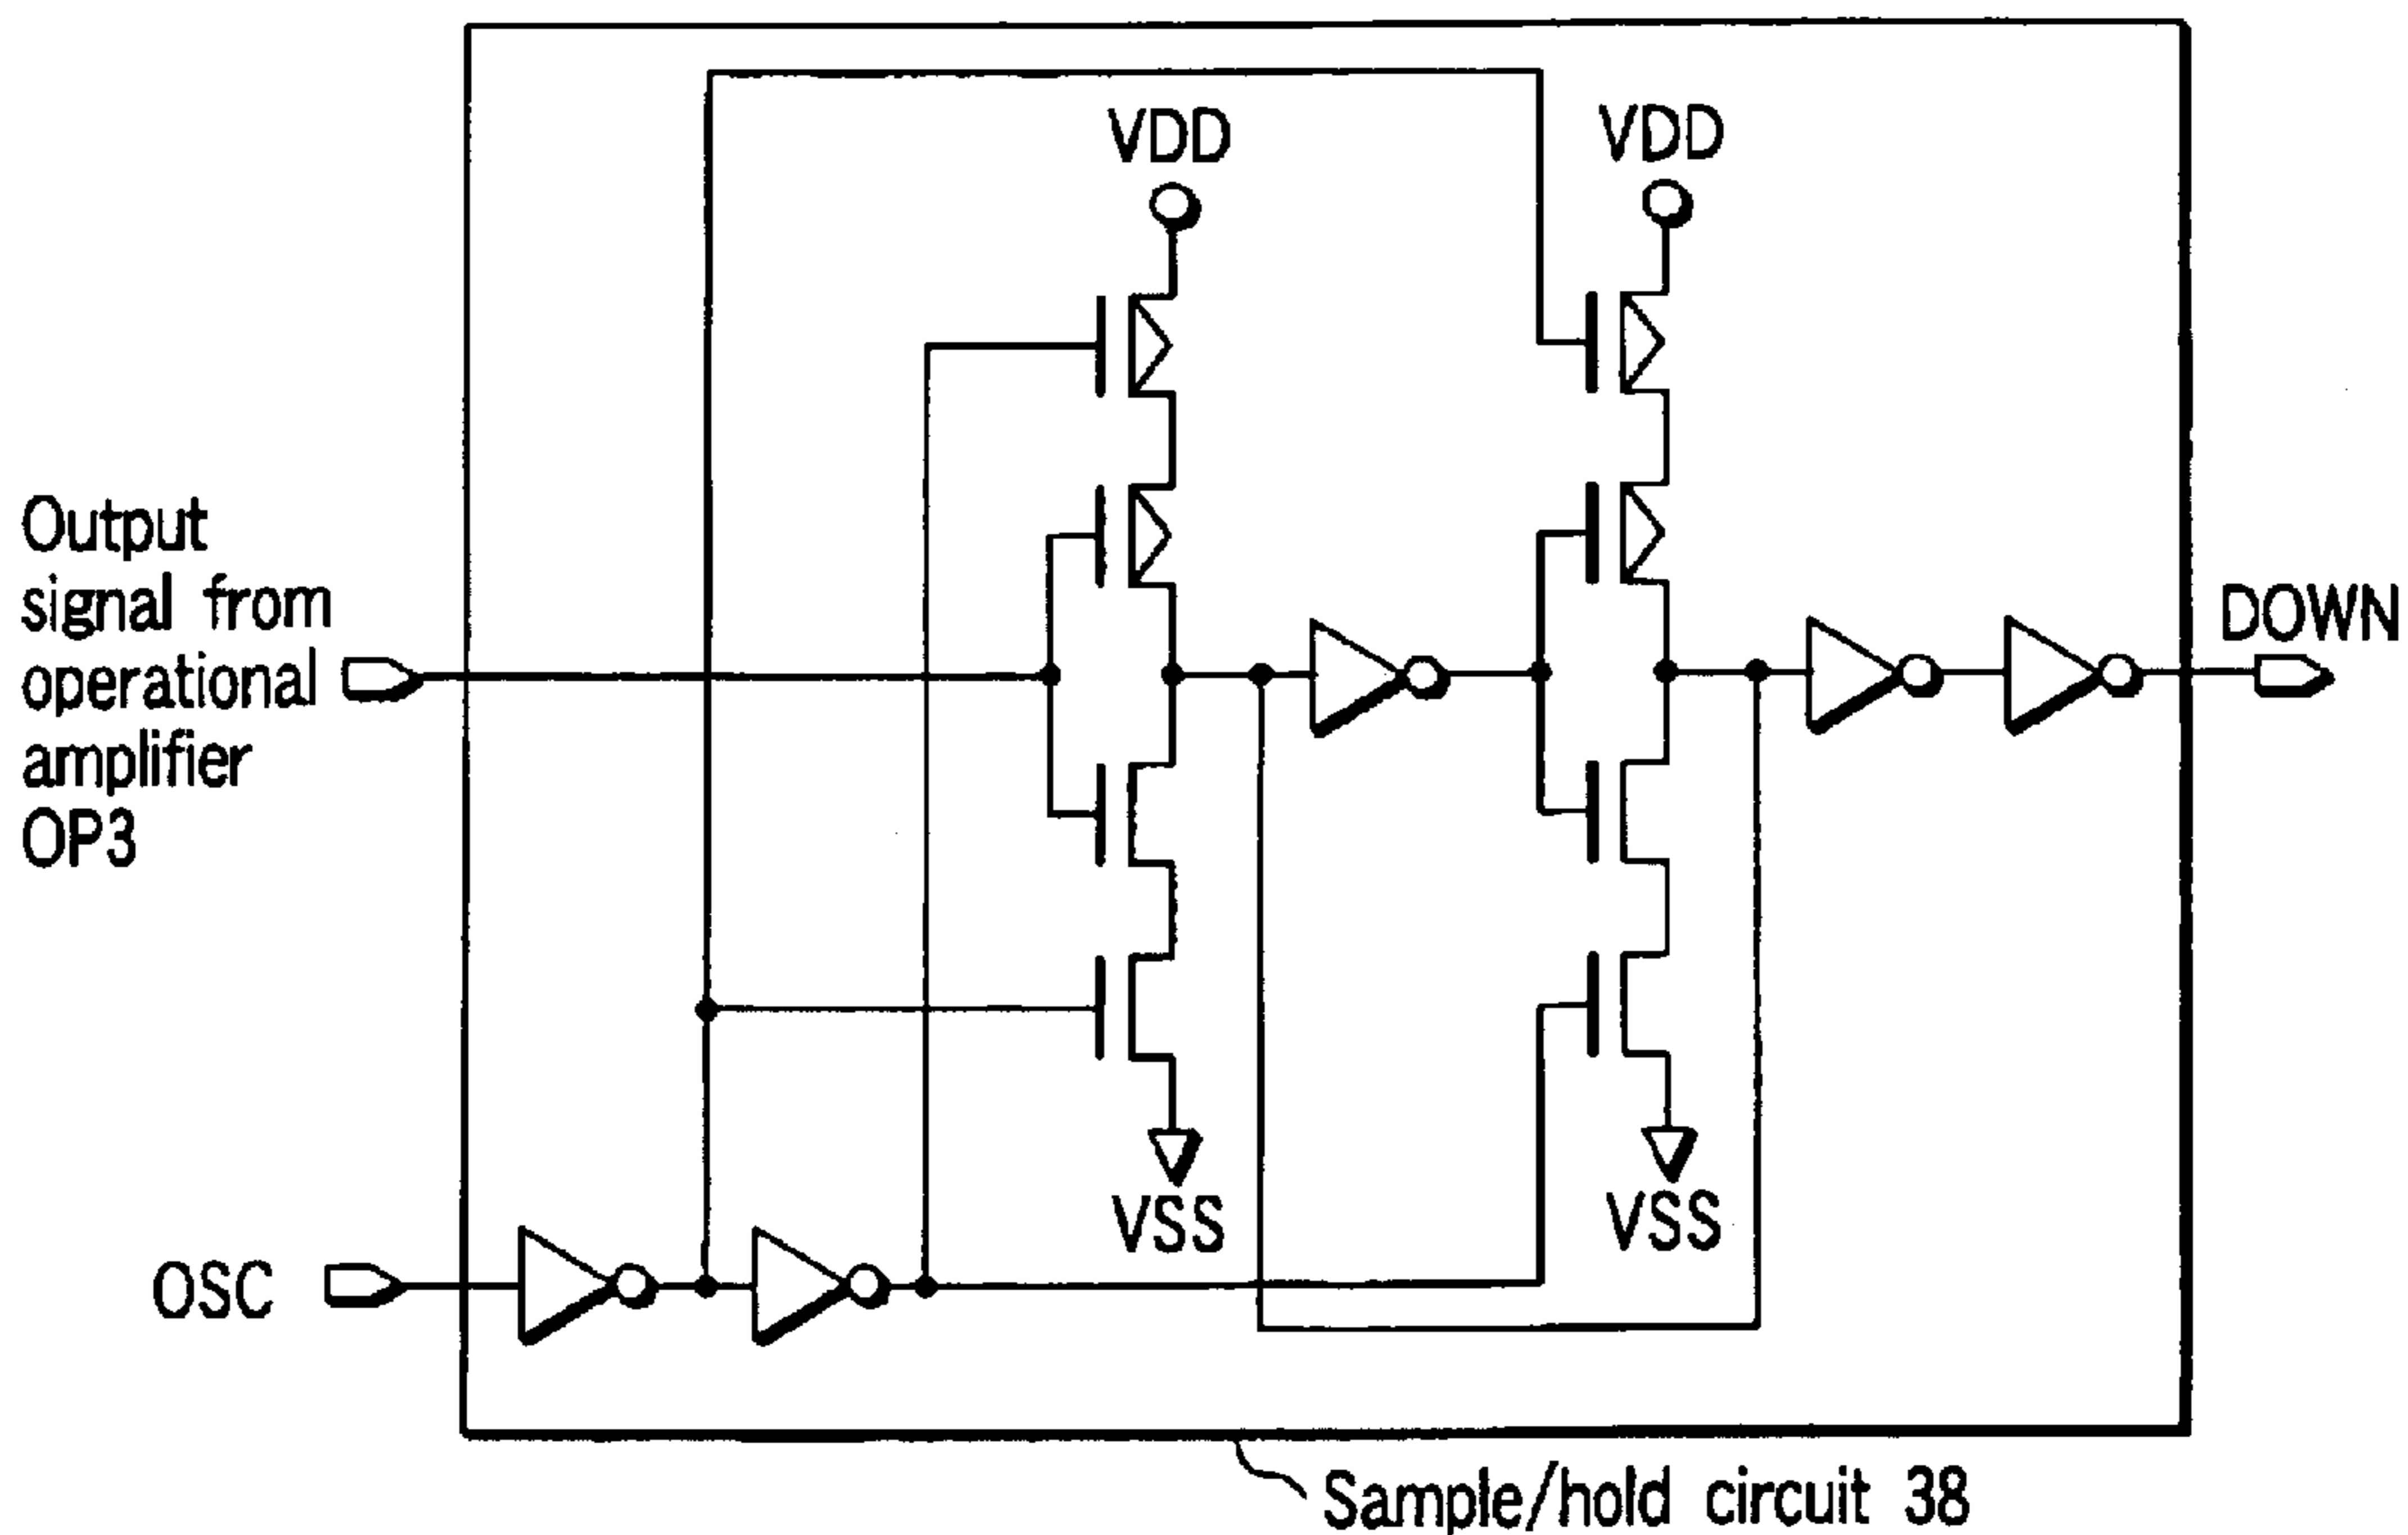 VDD
VDD
Output
signal from
operational
amplifier
OP3
DOWN
VSS
VSS
OSC
Sample/hold circuit 38